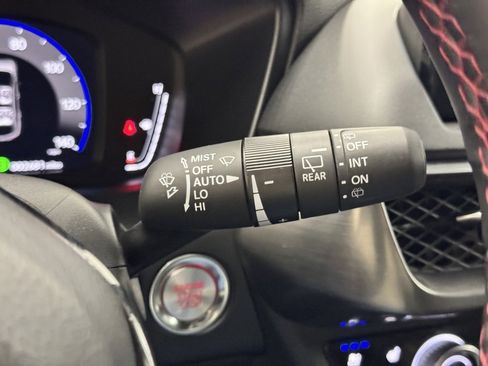 80
100
120
140
MIST
OFF
AUTO
LO
HI
REAR
OFF
INT
ON